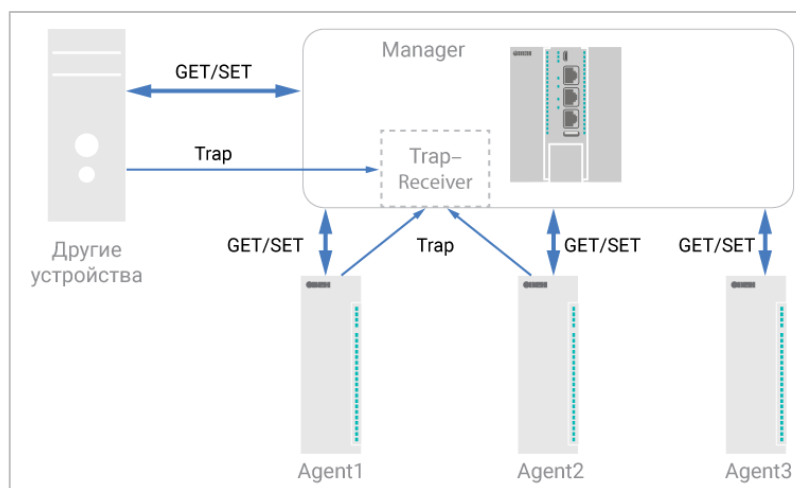 Manager
GET/SET
Trap
Trap–
Receiver
Другие
устройства
GET/SET
Trap
GET/SET
GET/SET
Agent1
Agent2
Agent3